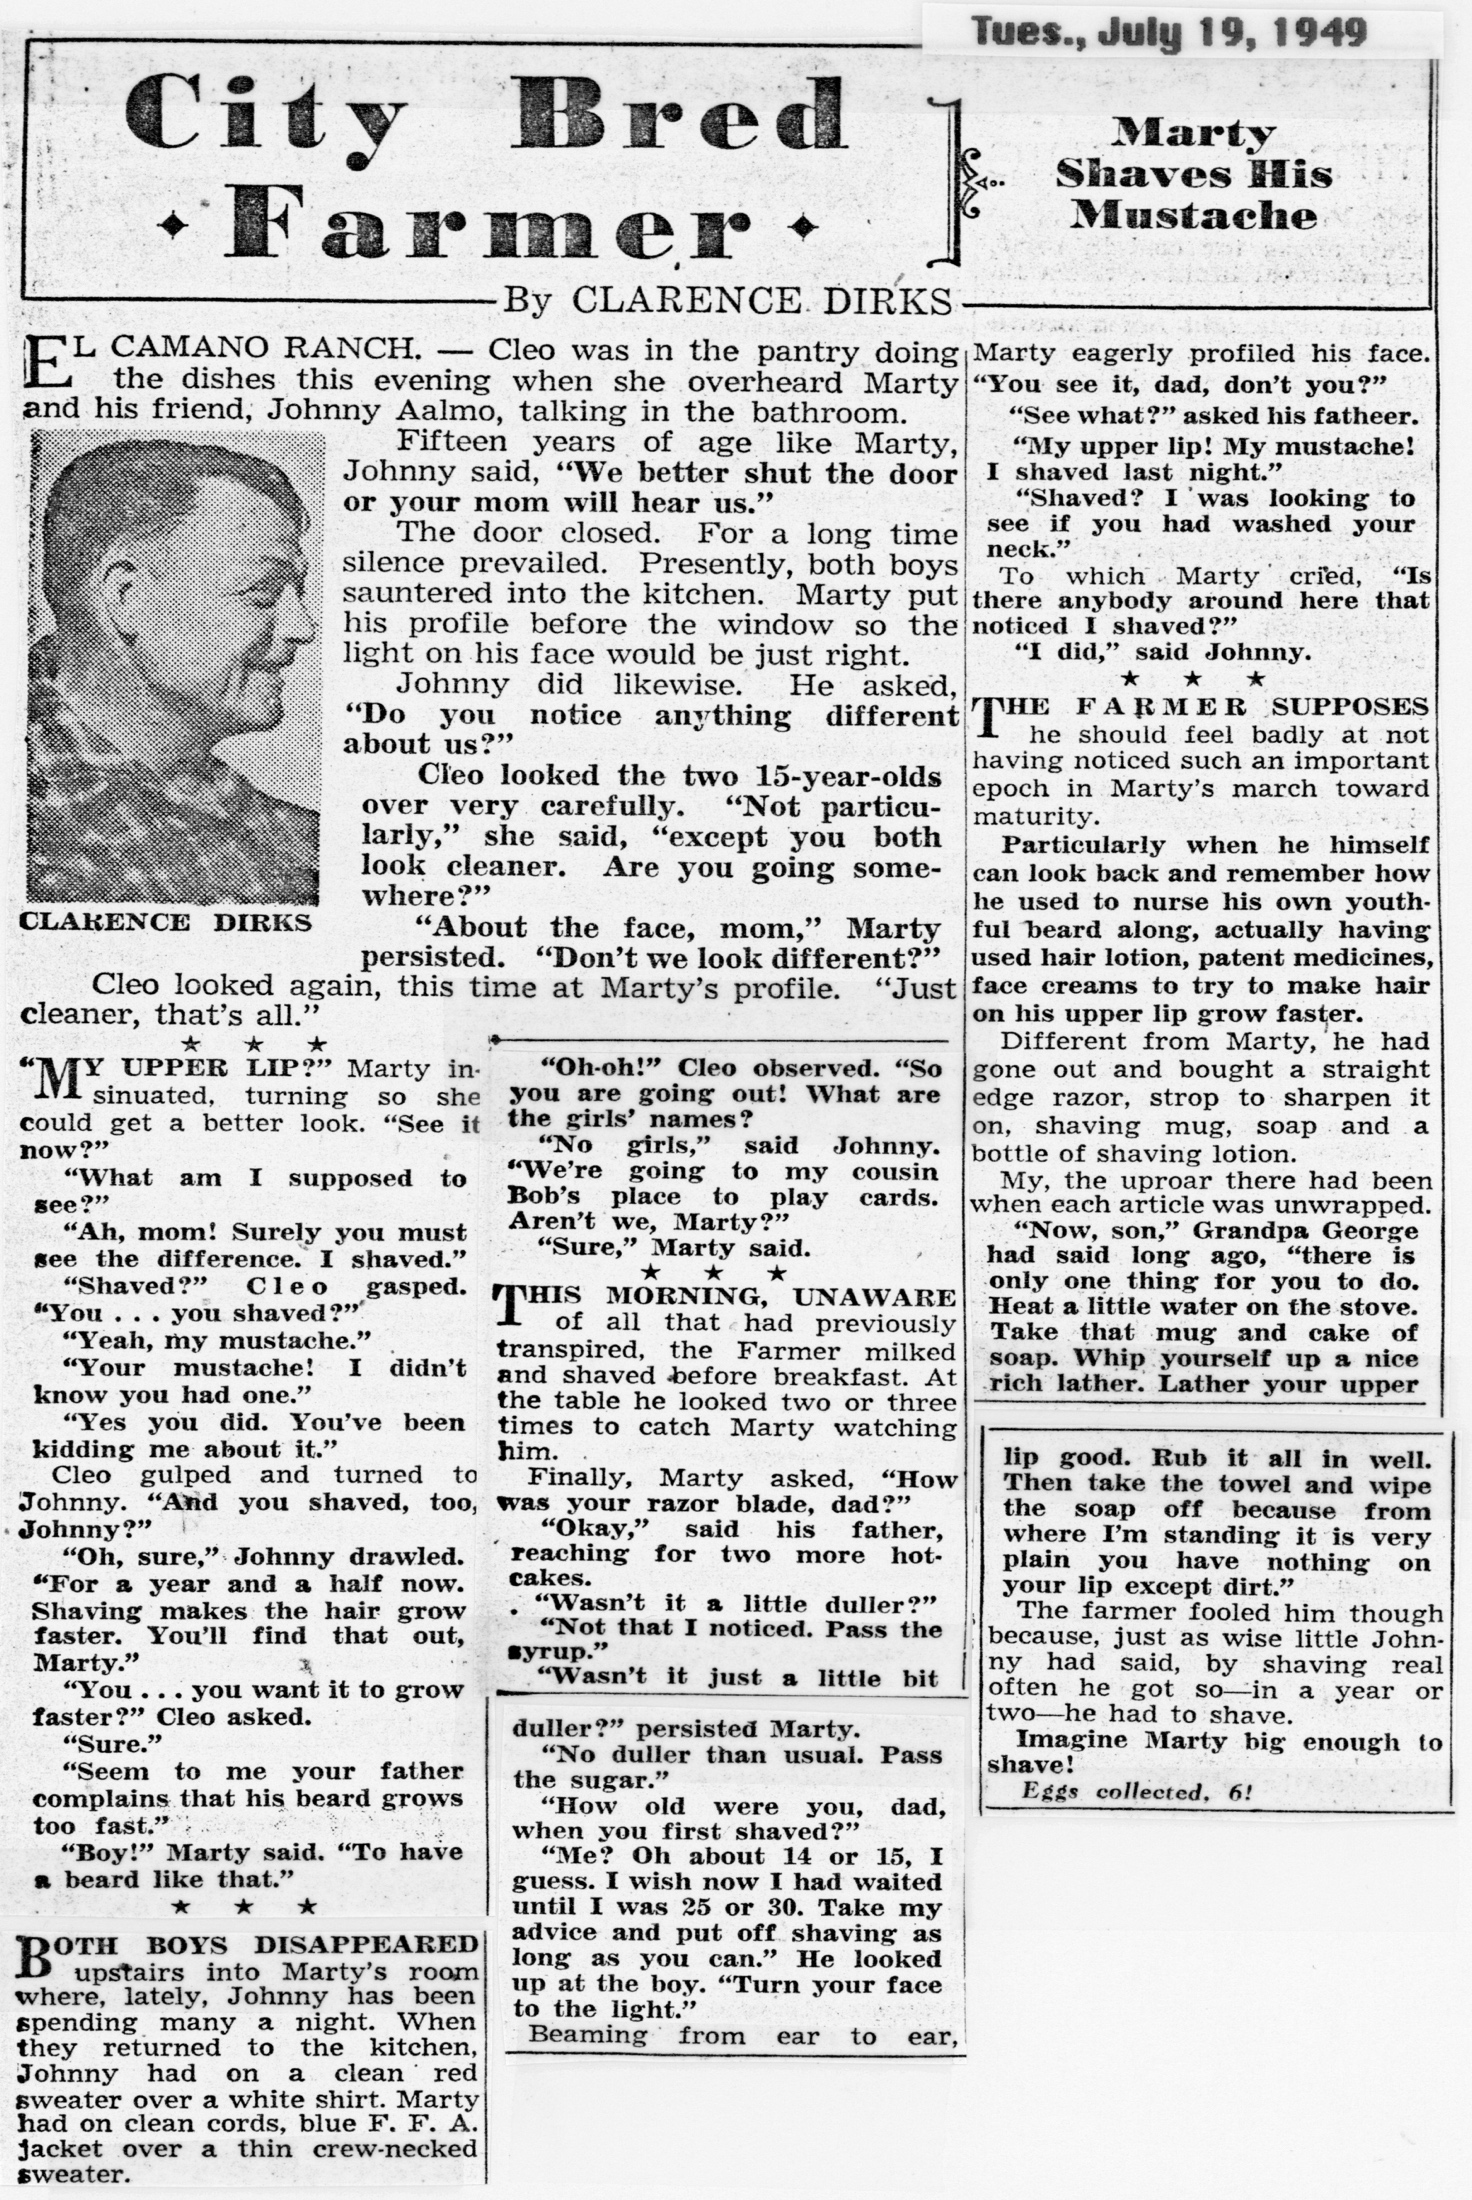 Tues., July 19, 1949
City Bred
Farmer
Marty
Shaves His
Mustache
By CLARENCE DIRKS
EL CAMANO RANCH. — Cleo was in the pantry doing
the dishes this evening when she overheard Marty
and his friend, Johnny Aalmo, talking in the bathroom.
Fifteen years of age like Marty,
Johnny said, “We better shut the door
or your mom will hear us.”
The door closed. For a long time
silence prevailed. Presently, both boys
sauntered into the kitchen. Marty put
his profile before the window so the
light on his face would be just right.
Johnny did likewise. He asked,
“Do you notice anything different
about us?”
Cleo looked the two 15-year-olds
over very carefully. “Not particu-
larly,” she said, “except you both
look cleaner. Are you going some-
where?”
CLARENCE DIRKS
“About the face, mom,” Marty
persisted. “Don’t we look different?”
Cleo looked again, this time at Marty’s profile. “Just
cleaner, that’s all.”
★ ★ ★
“MY UPPER LIP?” Marty in-
sinuated, turning so she
could get a better look. “See it
now?”
“What am I supposed to
see?”
“Ah, mom! Surely you must
see the difference. I shaved.”
“Shaved?” Cleo gasped.
“You . . . you shaved?”
“Yeah, my mustache.”
“Your mustache! I didn’t
know you had one.”
“Yes you did. You’ve been
kidding me about it.”
Cleo gulped and turned to
Johnny. “And you shaved, too,
Johnny?”
“Oh, sure,” Johnny drawled.
“For a year and a half now.
Shaving makes the hair grow
faster. You’ll find that out,
Marty.”
“You . . . you want it to grow
faster?” Cleo asked.
“Sure.”
“Seem to me your father
complains that his beard grows
too fast.”
“Boy!” Marty said. “To have
a beard like that.”
★ ★ ★
BOTH BOYS DISAPPEARED
upstairs into Marty’s room
where, lately, Johnny has been
spending many a night. When
they returned to the kitchen,
Johnny had on a clean red
sweater over a white shirt. Marty
had on clean cords, blue F. F. A.
jacket over a thin crew-necked
sweater.
“Oh-oh!” Cleo observed. “So
you are going out! What are
the girls’ names?
“No girls,” said Johnny.
“We’re going to my cousin
Bob’s place to play cards.
Aren’t we, Marty?”
“Sure,” Marty said.
★ ★ ★
THIS MORNING, UNAWARE
of all that had previously
transpired, the Farmer milked
and shaved before breakfast. At
the table he looked two or three
times to catch Marty watching
him.
Finally, Marty asked, “How
was your razor blade, dad?”
“Okay,” said his father,
reaching for two more hot-
cakes.
“Wasn’t it a little duller?”
“Not that I noticed. Pass the
syrup.”
“Wasn’t it just a little bit
duller?” persisted Marty.
“No duller than usual. Pass
the sugar.”
“How old were you, dad,
when you first shaved?”
“Me? Oh about 14 or 15, I
guess. I wish now I had waited
until I was 25 or 30. Take my
advice and put off shaving as
long as you can.” He looked
up at the boy. “Turn your face
to the light.”
Beaming from ear to ear,
Marty eagerly profiled his face.
“You see it, dad, don’t you?”
“See what?” asked his fatheer.
“My upper lip! My mustache!
I shaved last night.”
“Shaved? I was looking to
see if you had washed your
neck.”
To which Marty cried, “Is
there anybody around here that
noticed I shaved?”
“I did,” said Johnny.
★ ★ ★
THE FARMER SUPPOSES
he should feel badly at not
having noticed such an important
epoch in Marty’s march toward
maturity.
Particularly when he himself
can look back and remember how
he used to nurse his own youth-
ful beard along, actually having
used hair lotion, patent medicines,
face creams to try to make hair
on his upper lip grow faster.
Different from Marty, he had
gone out and bought a straight
edge razor, strop to sharpen it
on, shaving mug, soap and a
bottle of shaving lotion.
My, the uproar there had been
when each article was unwrapped.
“Now, son,” Grandpa George
had said long ago, “there is
only one thing for you to do.
Heat a little water on the stove.
Take that mug and cake of
soap. Whip yourself up a nice
rich lather. Lather your upper
lip good. Rub it all in well.
Then take the towel and wipe
the soap off because from
where I’m standing it is very
plain you have nothing on
your lip except dirt.”
The farmer fooled him though
because, just as wise little John-
ny had said, by shaving real
often he got so—in a year or
two—he had to shave.
Imagine Marty big enough to
shave!
Eggs collected, 6!